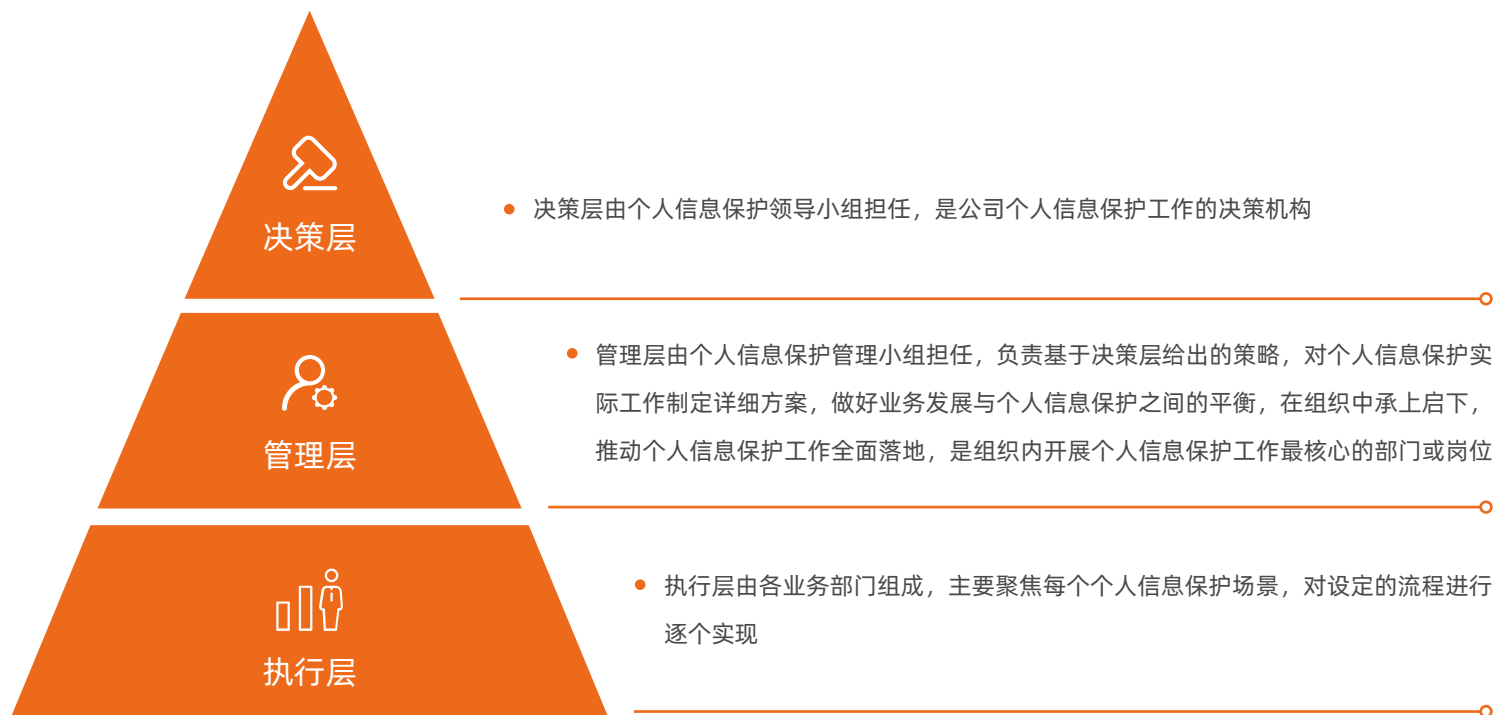 决策层
决策层由个人信息保护领导小组担任，是公司个人信息保护工作的决策机构
管理层
管理层由个人信息保护管理小组担任，负责基于决策层给出的策略，对个人信息保护实
际工作制定详细方案，做好业务发展与个人信息保护之间的平衡，在组织中承上启下，
推动个人信息保护工作全面落地，是组织内开展个人信息保护工作最核心的部门或岗位
执行层
执行层由各业务部门组成，主要聚焦每个个人信息保护场景，对设定的流程进行
逐个实现